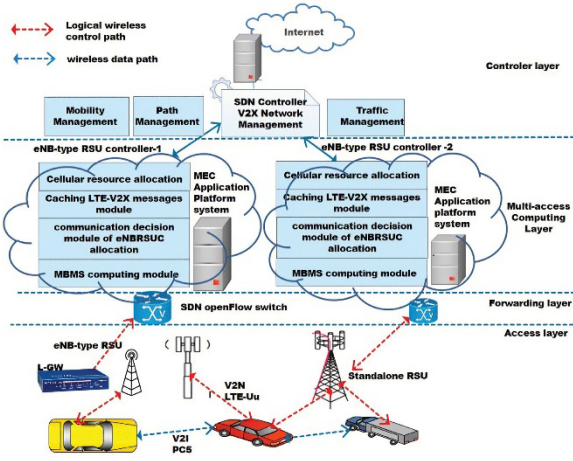 Logical wireless
control path
wireless data path
Internet
Controler layer
Mobility
Management
Path
Management
SDN Controller
V2X Network
Management
Traffic
Management
eNB-type RSU controller-1
eNB-type RSU controller -2
Cellular resource allocation
Caching LTE-V2X messages
module
communication decision
module of eNBRSUC
allocation
MBMS computing module
MEC
Application
Platform
system
Cellular resource allocation
Caching LTE-V2X messages
module
communication decision
module of eNBRSUC
allocation
MBMS computing module
MEC
Application
platform
system
Multi-access
Computing
Layer
SDN openFlow switch
Forwarding layer
Access layer
eNB-type RSU
L-GW
V2N
LTE-Uu
Standalone RSU
V2I
PC5